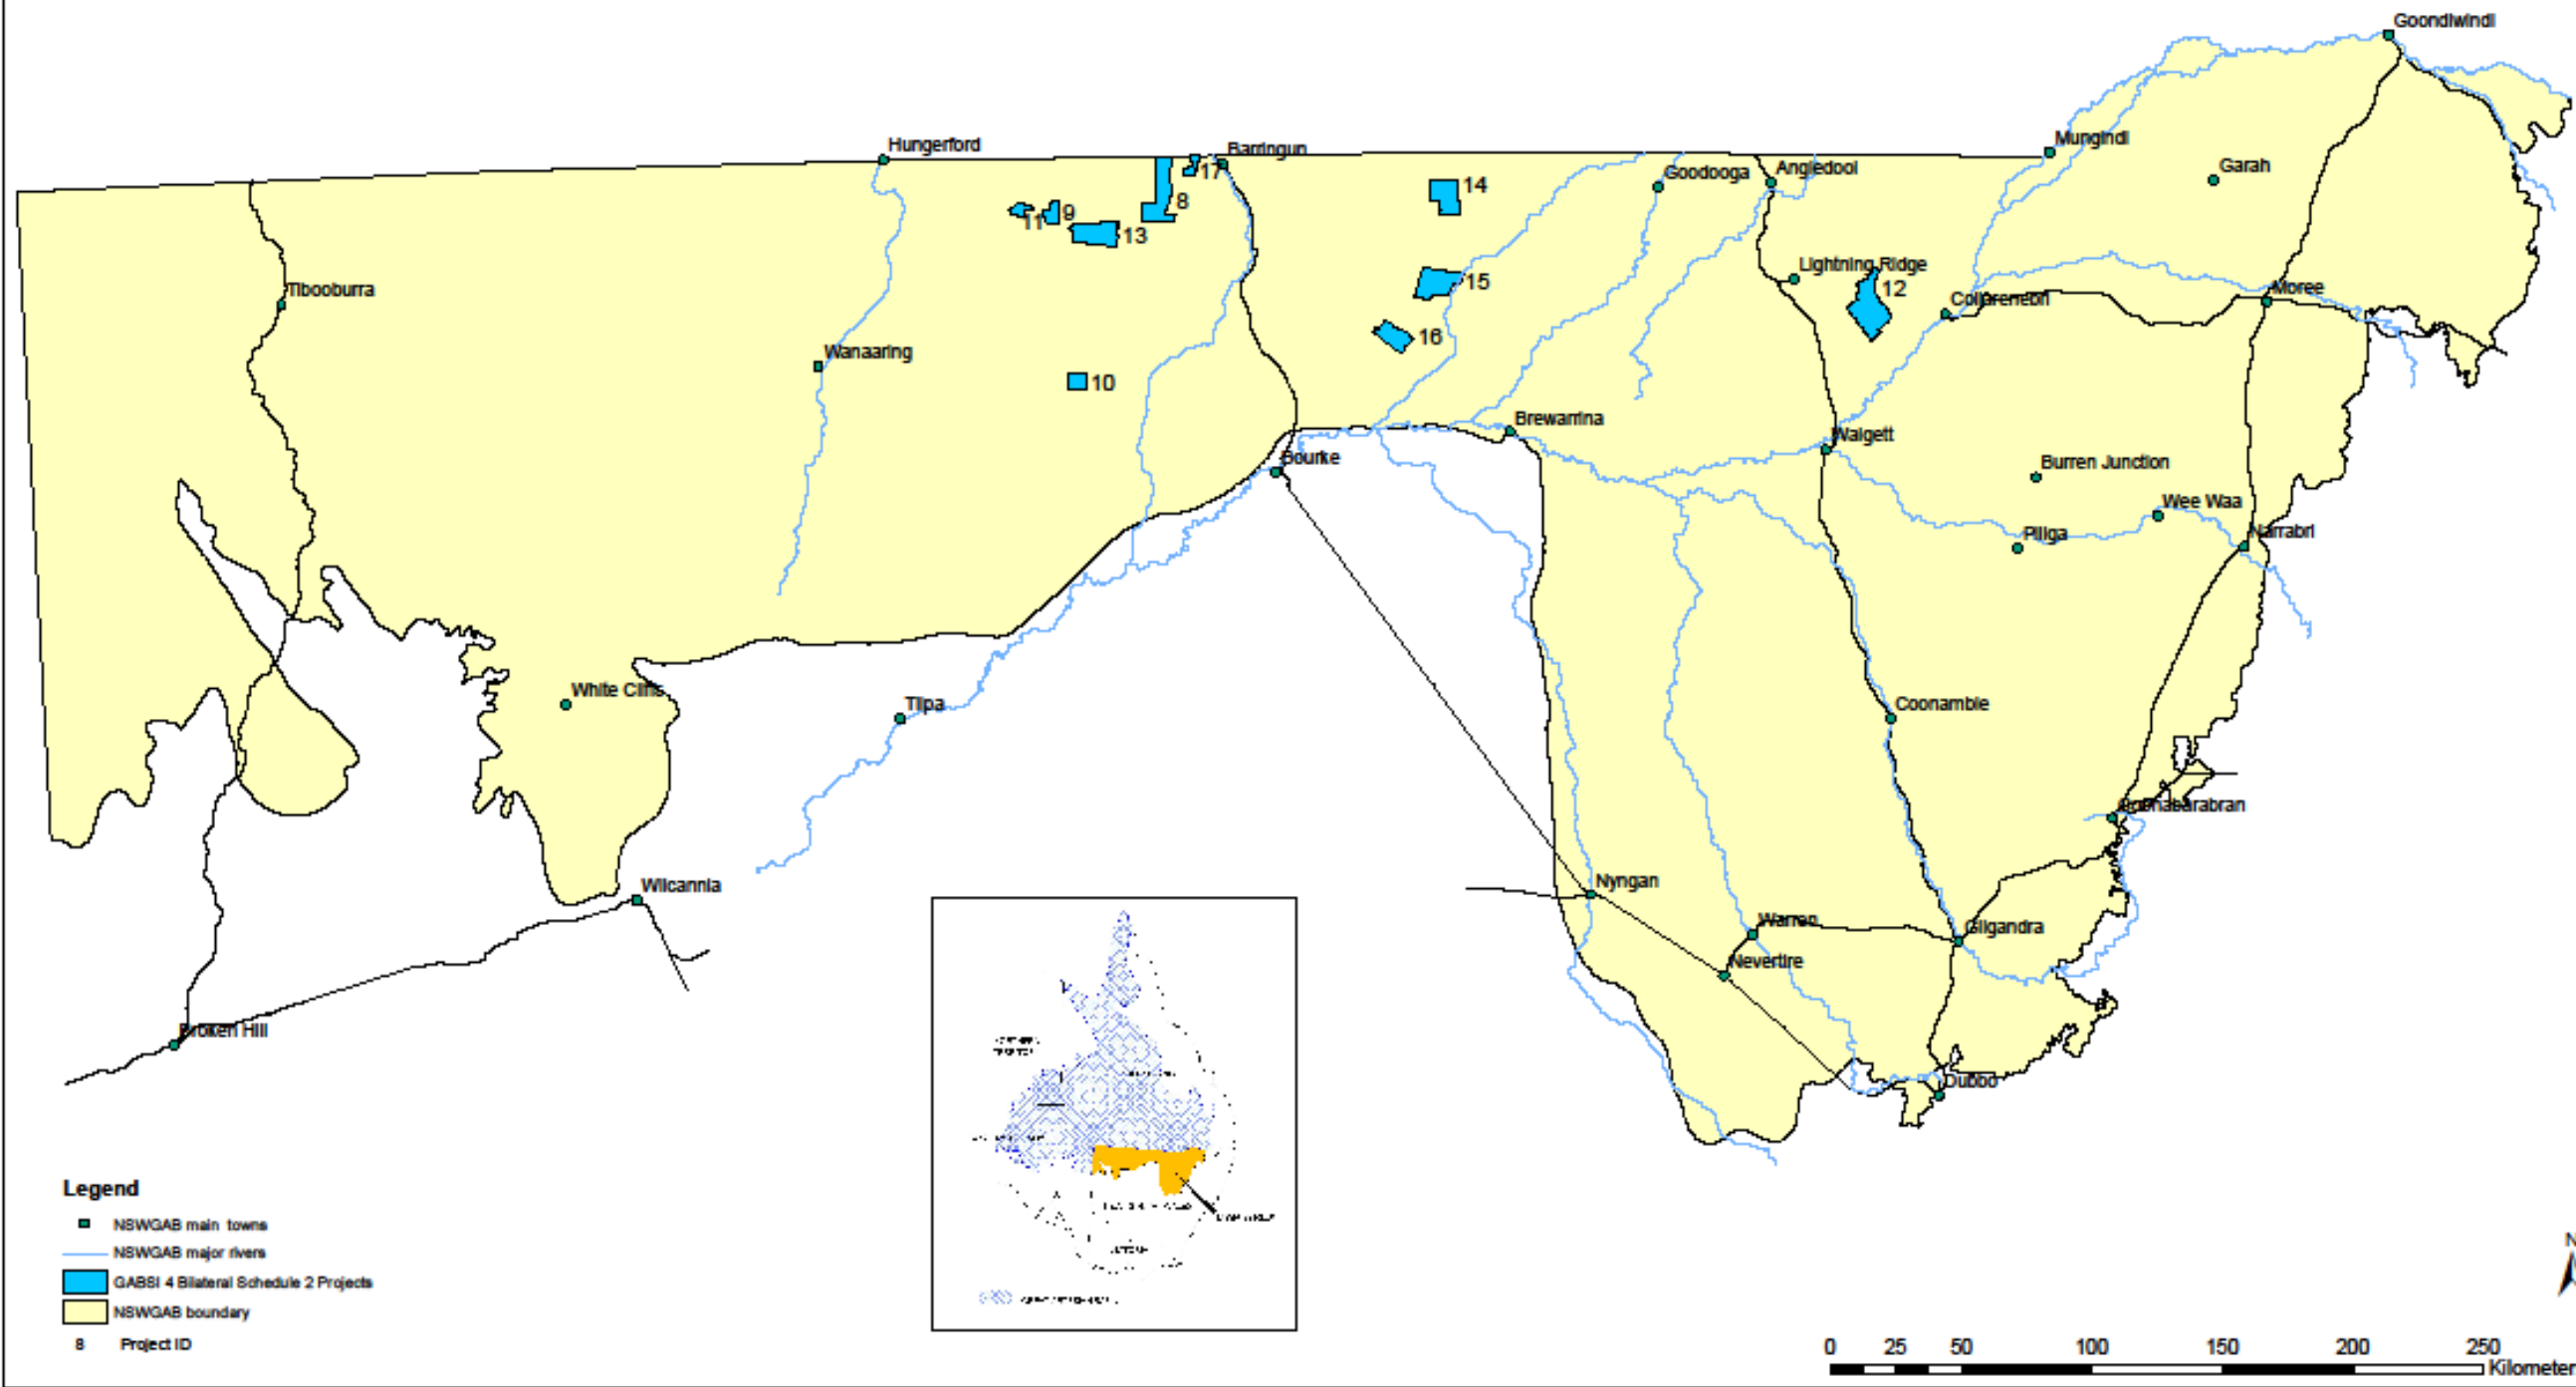 Goondiwindi
Hungerford
Barringun
Mungindi
Garah
17
Goodooga
Angledool
14
8
11
9
13
Lightning Ridge
12
Collarenebri
Moree
Tibooburra
15
16
Wanaaring
10
Brewarrina
Walgett
Bourke
Burren Junction
Wee Waa
Pilliga
Narrabri
White Cliffs
Tilpa
Coonamble
Coonabarabran
Wilcannia
Nyngan
Warren
Gilgandra
Nevertire
Broken Hill
Dubbo
Legend
NSWGAB main towns
NSWGAB major rivers
GABSI 4 Bilateral Schedule 2 Projects
NSWGAB boundary
8 Project ID
N
0 25 50 100 150 200 250
Kilometer